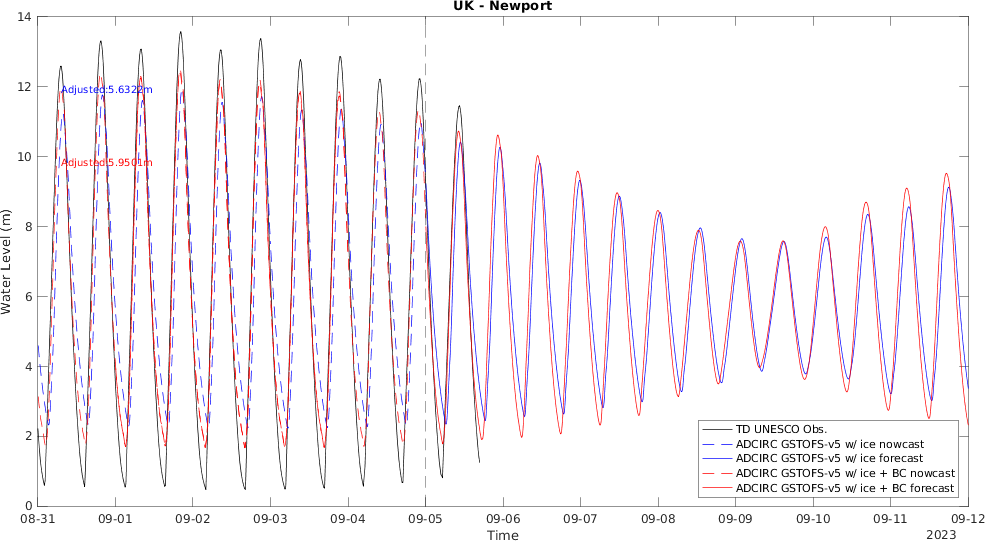 UK - Newport
14
12
10
8
6
4
2
0
Water Level (m)
Adjusted:5.6322m
Adjusted:5.9501m
TD UNESCO Obs.
ADCIRC GSTOFS-v5 w/ ice nowcast
ADCIRC GSTOFS-v5 w/ ice forecast
ADCIRC GSTOFS-v5 w/ ice + BC nowcast
ADCIRC GSTOFS-v5 w/ ice + BC forecast
08-31 09-01 09-02 09-03 09-04 09-05 09-06 09-07 09-08 09-09 09-10 09-11 09-12
Time
2023